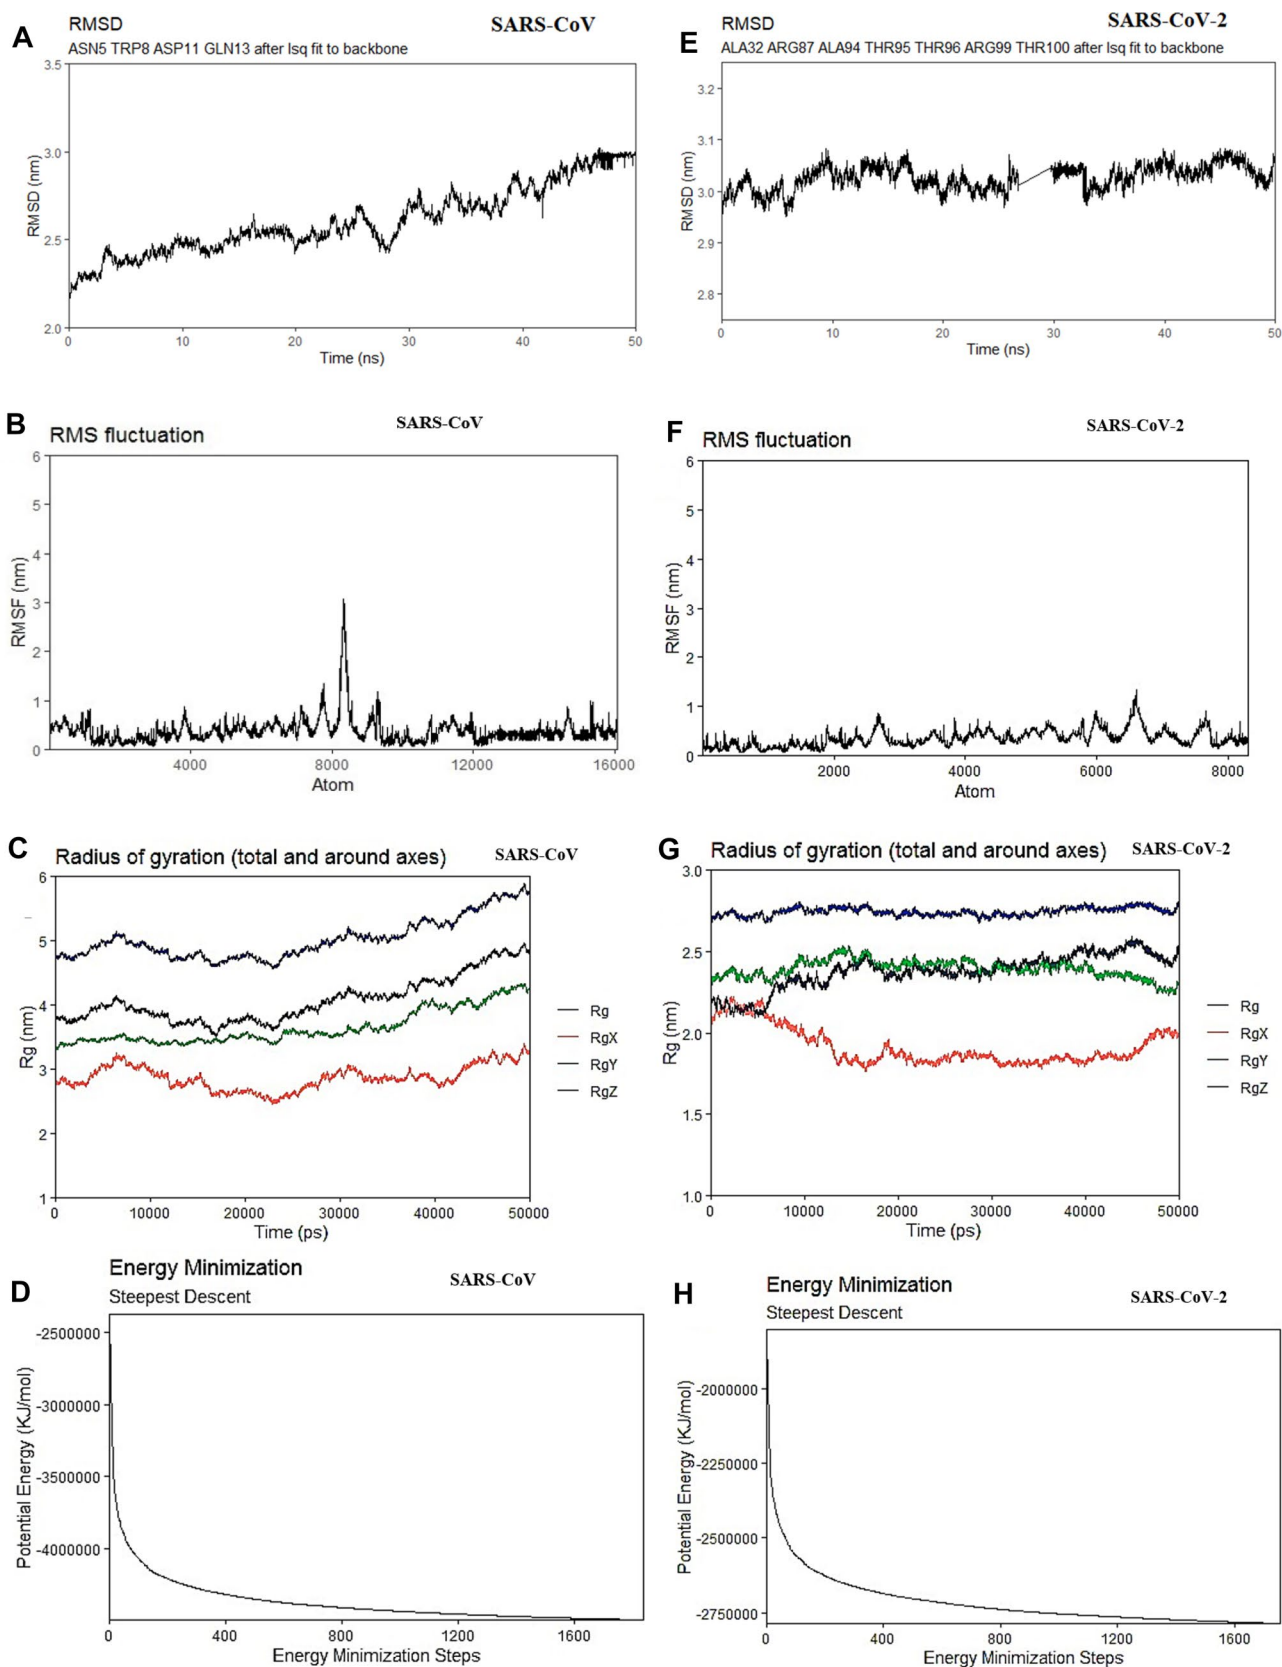 A
RMSD
SARS-CoV
ASN5 TRP8 ASP11 GLN13 after lsq fit to backbone
3.5
3.0
2.5
2.0
RMSD (nm)
0 10 20 30 40 50
Time (ns)
E
RMSD
SARS-CoV-2
ALA32 ARG87 ALA94 THR95 THR96 ARG99 THR100 after lsq fit to backbone
3.2
3.1
3.0
2.9
2.8
RMSD (nm)
0 10 20 30 40 50
Time (ns)
B
RMS fluctuation
SARS-CoV
6
5
4
3
2
1
0
RMSF (nm)
4000 8000 12000 16000
Atom
F
RMS fluctuation
SARS-CoV-2
6
5
4
3
2
1
0
RMSF (nm)
2000 4000 6000 8000
Atom
C
Radius of gyration (total and around axes)
SARS-CoV
6
5
4
3
2
1
Rg (nm)
0 10000 20000 30000 40000 50000
Time (ps)
Rg
RgX
RgY
RgZ
G
Radius of gyration (total and around axes)
SARS-CoV-2
3.0
2.5
2.0
1.5
1.0
Rg (nm)
0 10000 20000 30000 40000 50000
Time (ps)
Rg
RgX
RgY
RgZ
D
Energy Minimization
SARS-CoV
Steepest Descent
-2500000
-3000000
-3500000
-4000000
Potential Energy (KJ/mol)
0 400 800 1200 1600
Energy Minimization Steps
H
Energy Minimization
SARS-CoV-2
Steepest Descent
-2000000
-2250000
-2500000
-2750000
Potential Energy (KJ/mol)
0 400 800 1200 1600
Energy Minimization Steps